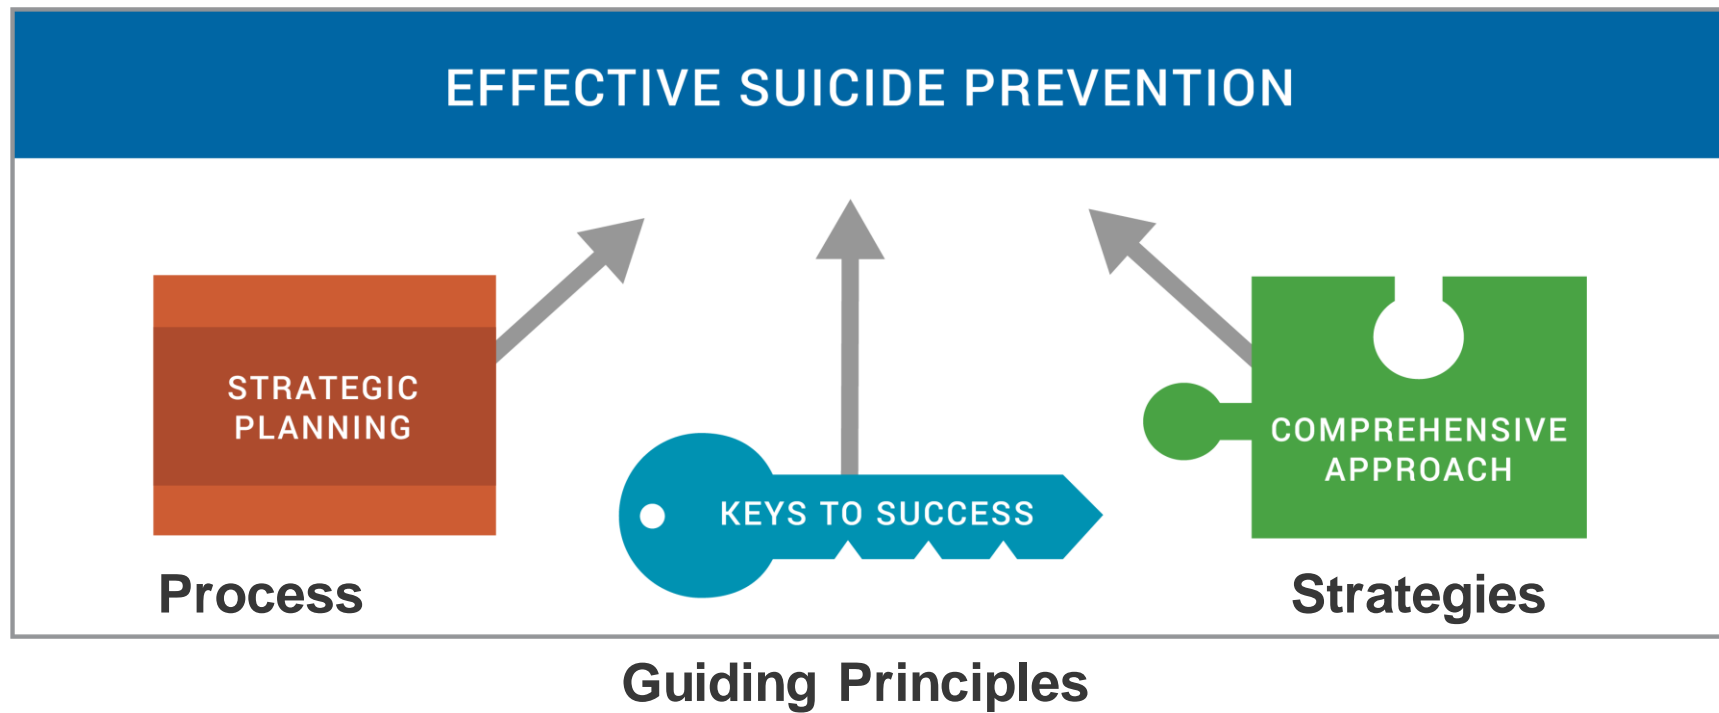 EFFECTIVE SUICIDE PREVENTION
STRATEGIC
PLANNING
KEYS TO SUCCESS
COMPREHENSIVE
APPROACH
Process
Strategies
Guiding Principles